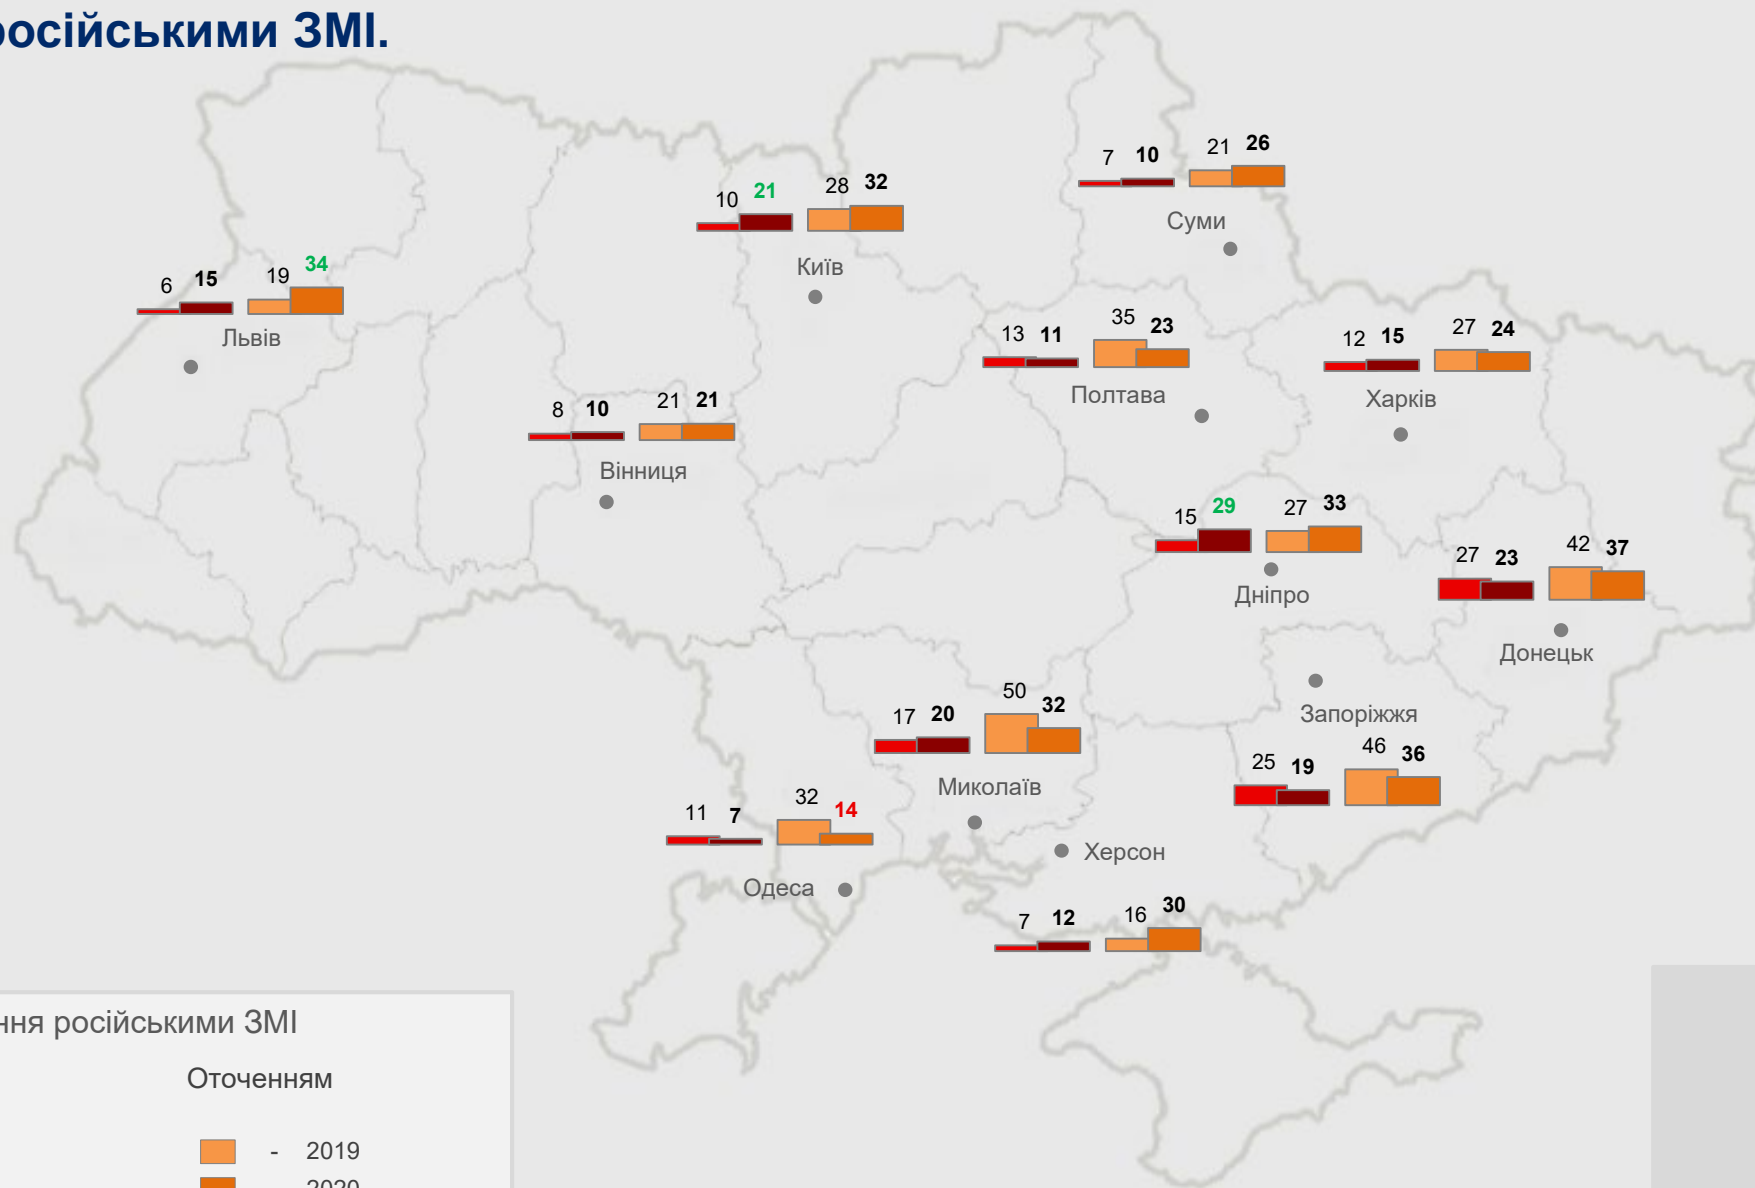 російськими ЗМІ.
7 10 21 26
Суми
10 21 28 32
Київ
6 15 19 34
Львів
13 11 35 23
Полтава
12 15 27 24
Харків
8 10 21 21
Вінниця
15 29 27 33
Дніпро
27 23 42 37
Донецьк
17 20 50 32
Миколаїв
Запоріжжя
25 19 46 36
11 7 32 14
Одеса
Херсон
7 12 16 30
ння російськими ЗМІ
Оточенням
- 2019
2020